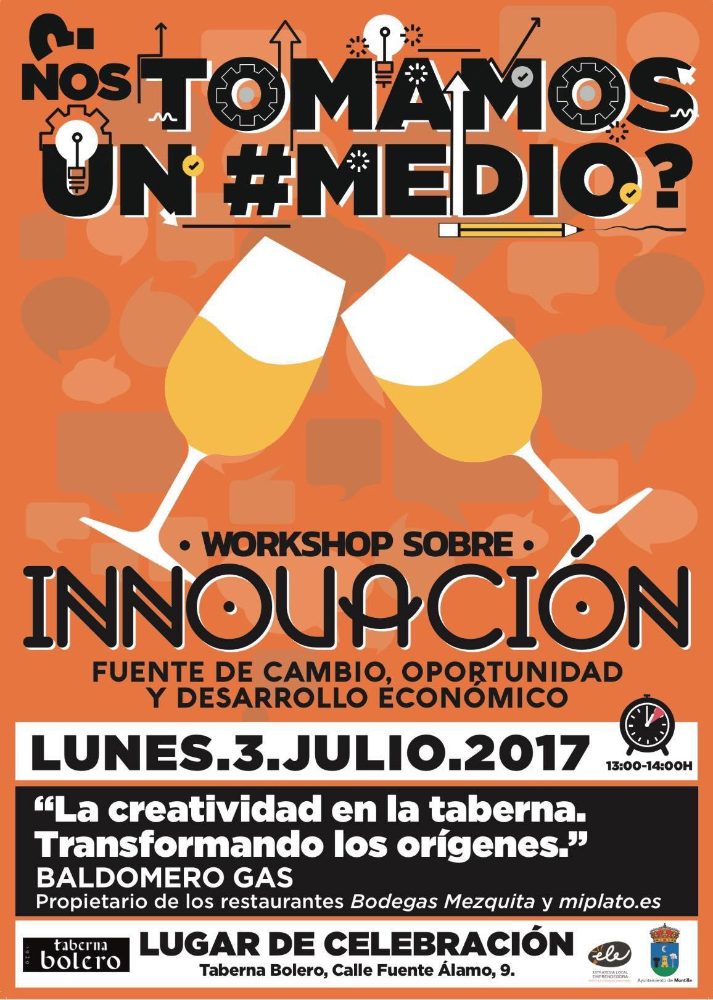 ¿NOS TOMAMOS
UN #MEDIO?
· WORKSHOP SOBRE ·
INNOVACIÓN
FUENTE DE CAMBIO, OPORTUNIDAD
Y DESARROLLO ECONÓMICO
LUNES.3.JULIO.2017
13:00-14:00H
“La creatividad en la taberna.
Transformando los orígenes.”
BALDOMERO GAS
Propietario de los restaurantes Bodegas Mezquita y miplato.es
·1929·
taberna
bolero
LUGAR DE CELEBRACIÓN
Taberna Bolero, Calle Fuente Álamo, 9.
ele
ESTRATEGIA LOCAL
EMPRENDEDORA
Ayuntamiento de Montilla